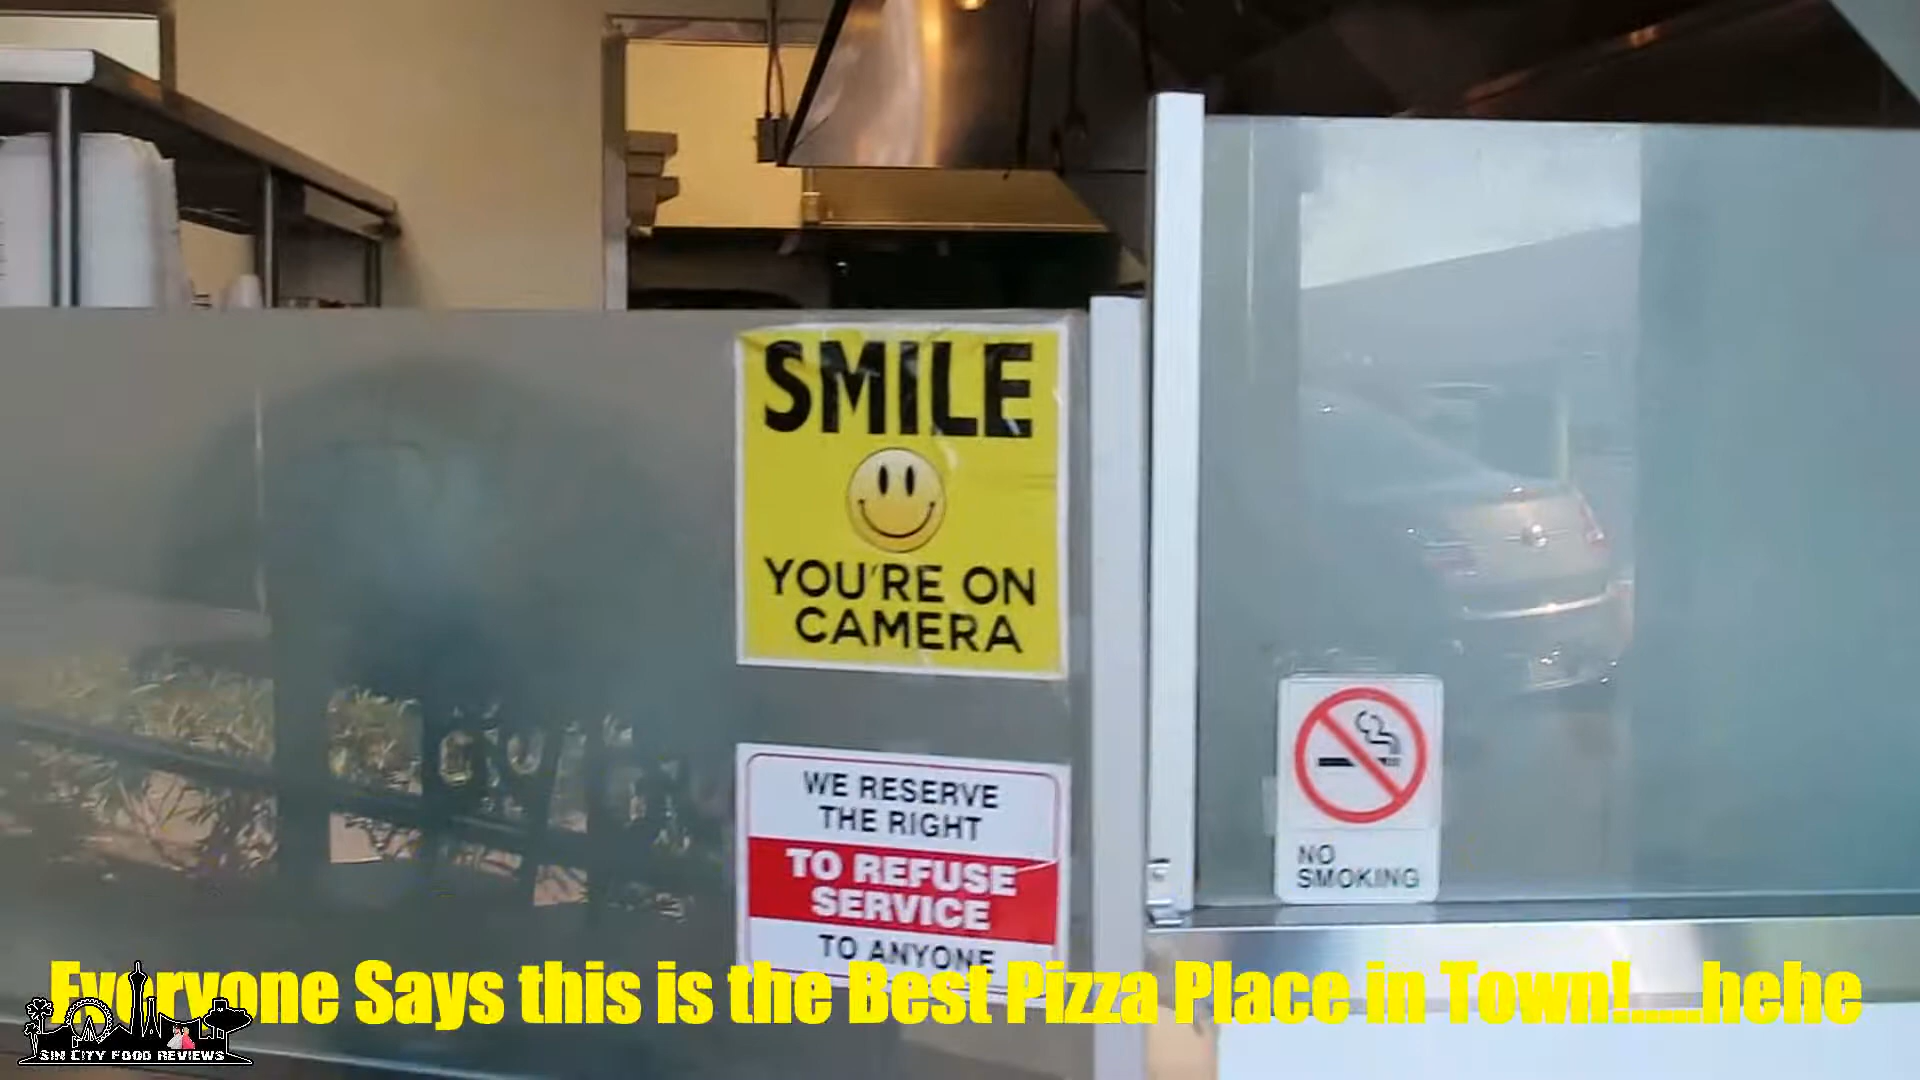 SMILE
YOU'RE ON
CAMERA
WE RESERVE
THE RIGHT
TO REFUSE
SERVICE
TO ANYONE
NO
SMOKING
Everyone Says this is the Best Pizza Place in Town!.....hehe
SIN CITY FOOD REVIEWS